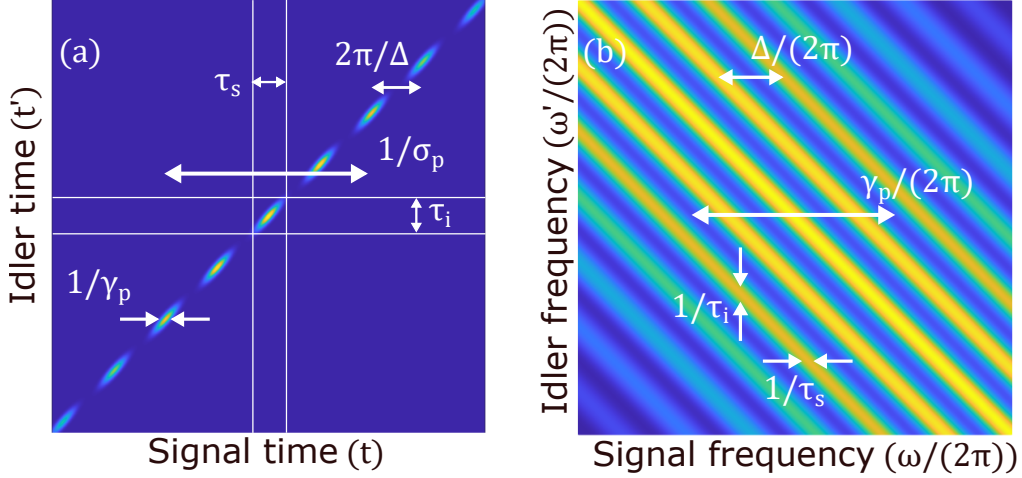 (a)
τs
2π/Δ
1/σp
τi
1/γp
Idler time (t')
Signal time (t)
(b)
Δ/(2π)
γp/(2π)
1/τi
1/τs
Idler frequency (ω'/(2π))
Signal frequency (ω/(2π))